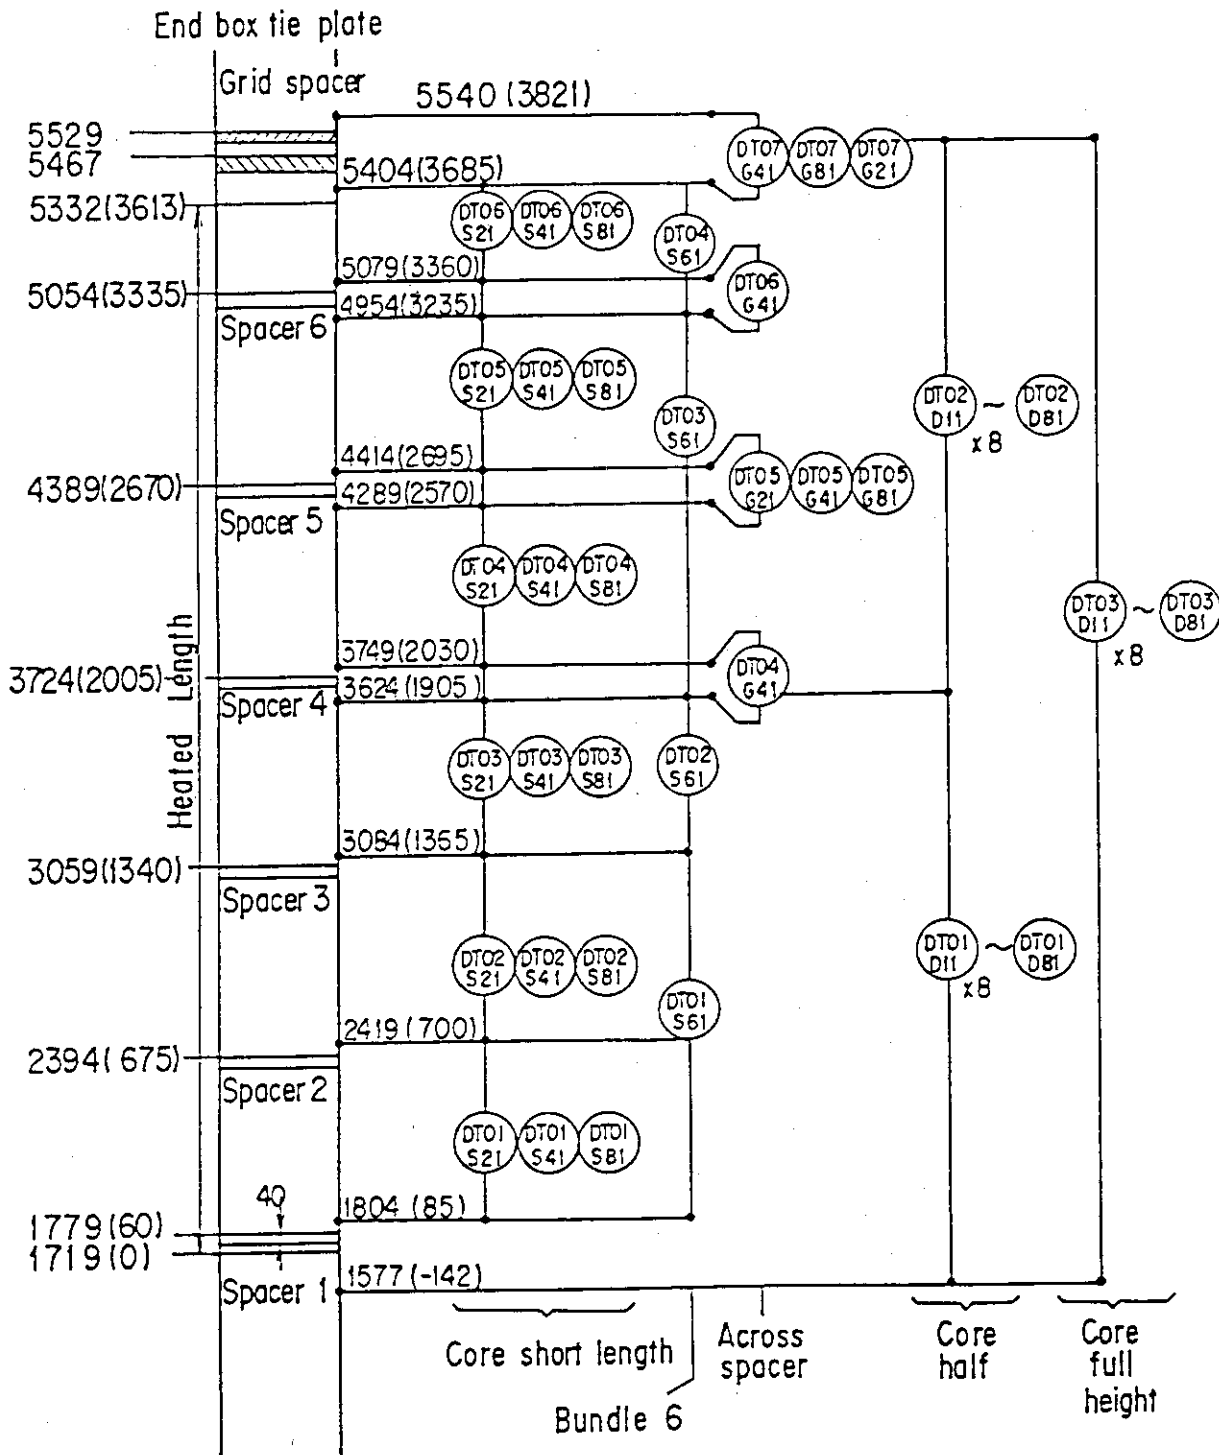 End box tie plate
Grid spacer
5540 (3821)
5529
5467
DT07
G41
DT07
G81
DT07
G21
5404(3685)
5332(3613)
DT06
S21
DT06
S41
DT06
S81
DT04
S61
5079(3360)
5054(3335)
DT06
G41
4954(3235)
Spacer 6
DT05
S21
DT05
S41
DT05
S81
DT03
S61
DT02
D11
~
DT02
D81
x8
4414(2695)
4389(2670)
DT05
G21
DT05
G41
DT05
G81
4289(2570)
Spacer 5
DT04
S21
DT04
S41
DT04
S81
DT03
D11
~
DT03
D81
x8
Heated Length
3749(2030)
3724(2005)
DT04
G41
3624(1905)
Spacer 4
DT03
S21
DT03
S41
DT03
S81
DT02
S61
3084(1365)
3059(1340)
Spacer 3
DT02
S21
DT02
S41
DT02
S81
DT01
S61
DT01
D11
~
DT01
D81
x8
2419 (700)
2394(675)
Spacer 2
DT01
S21
DT01
S41
DT01
S81
40
1804 (85)
1779(60)
1719(0)
1577(-142)
Spacer 1
Core short length
Bundle 6
Across
spacer
Core
half
Core
full
height